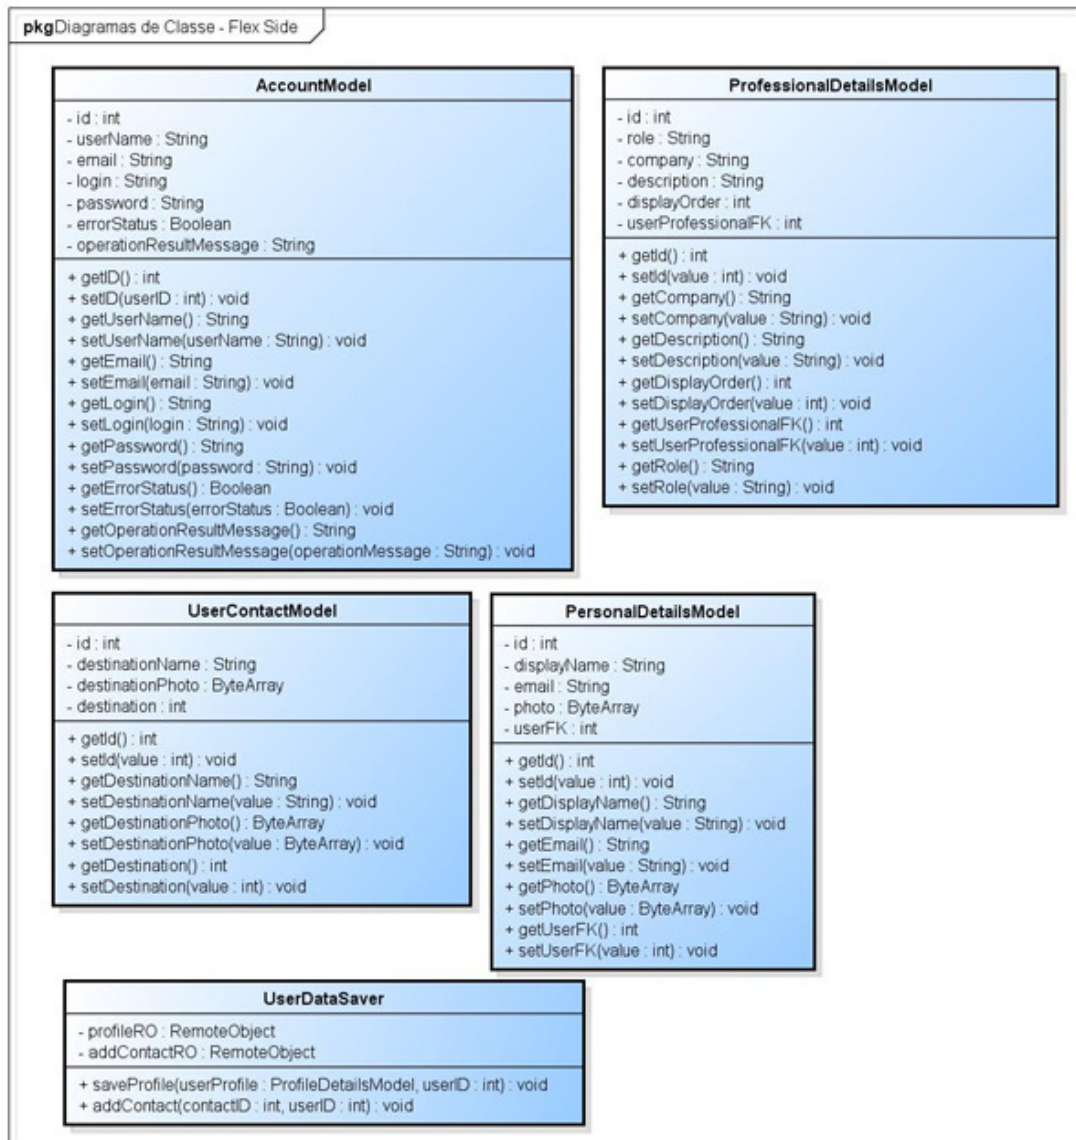 pkgDiagramas de Classe - Flex Side
AccountModel
- id : int
- userName : String
- email : String
- login : String
- password : String
- errorStatus : Boolean
- operationResultMessage : String
+ getID() : int
+ setID(userID : int) : void
+ getUserName() : String
+ setUserName(userName : String) : void
+ getEmail() : String
+ setEmail(email : String) : void
+ getLogin() : String
+ setLogin(login : String) : void
+ getPassword() : String
+ setPassword(password : String) : void
+ getErrorStatus() : Boolean
+ setErrorStatus(errorStatus : Boolean) : void
+ getOperationResultMessage() : String
+ setOperationResultMessage(operationMessage : String) : void
ProfessionalDetailsModel
- id : int
- role : String
- company : String
- description : String
- displayOrder : int
- userProfessionalFK : int
+ getId() : int
+ setId(value : int) : void
+ getCompany() : String
+ setCompany(value : String) : void
+ getDescription() : String
+ setDescription(value : String) : void
+ getDisplayOrder() : int
+ setDisplayOrder(value : int) : void
+ getUserProfessionalFK() : int
+ setUserProfessionalFK(value : int) : void
+ getRole() : String
+ setRole(value : String) : void
UserContactModel
- id : int
- destinationName : String
- destinationPhoto : ByteArray
- destination : int
+ getId() : int
+ setId(value : int) : void
+ getDestinationName() : String
+ setDestinationName(value : String) : void
+ getDestinationPhoto() : ByteArray
+ setDestinationPhoto(value : ByteArray) : void
+ getDestination() : int
+ setDestination(value : int) : void
PersonalDetailsModel
- id : int
- displayName : String
- email : String
- photo : ByteArray
- userFK : int
+ getId() : int
+ setId(value : int) : void
+ getDisplayName() : String
+ setDisplayName(value : String) : void
+ getEmail() : String
+ setEmail(value : String) : void
+ getPhoto() : ByteArray
+ setPhoto(value : ByteArray) : void
+ getUserFK() : int
+ setUserFK(value : int) : void
UserDataSaver
- profileRO : RemoteObject
- addContactRO : RemoteObject
+ saveProfile(userProfile : ProfileDetailsModel, userID : int) : void
+ addContact(contactID : int, userID : int) : void